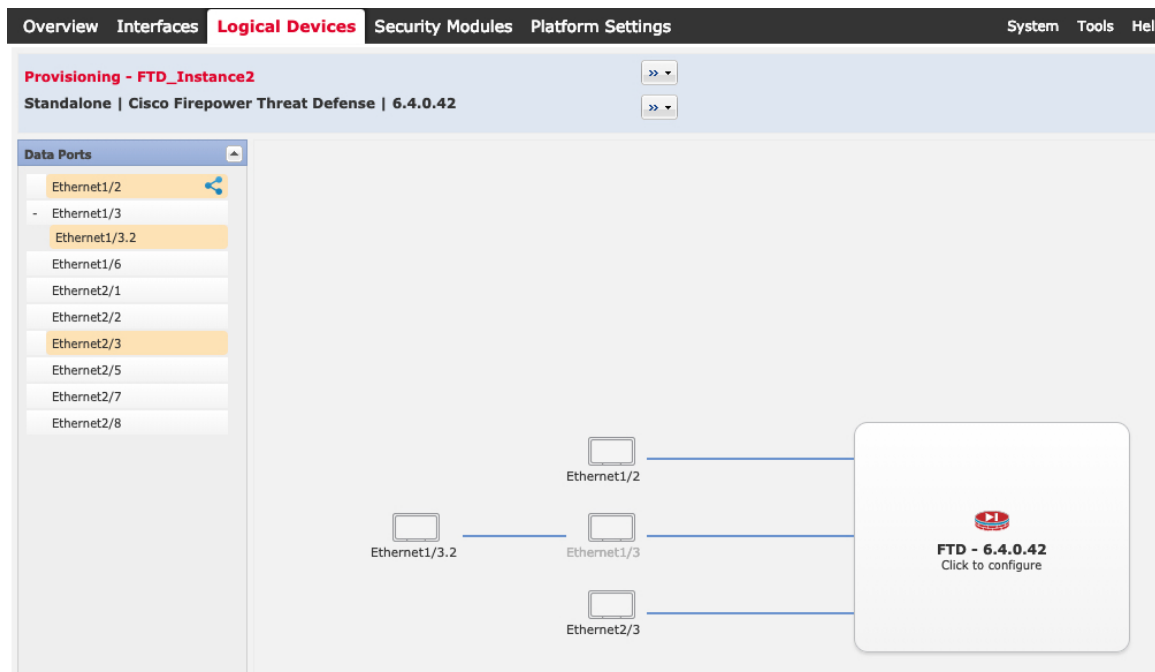 Overview Interfaces Logical Devices Security Modules Platform Settings System Tools Hel
Provisioning - FTD_Instance2
Standalone | Cisco Firepower Threat Defense | 6.4.0.42
Data Ports
Ethernet1/2
- Ethernet1/3
Ethernet1/3.2
Ethernet1/6
Ethernet2/1
Ethernet2/2
Ethernet2/3
Ethernet2/5
Ethernet2/7
Ethernet2/8
Ethernet1/2
Ethernet1/3.2
Ethernet1/3
Ethernet2/3
FTD - 6.4.0.42
Click to configure